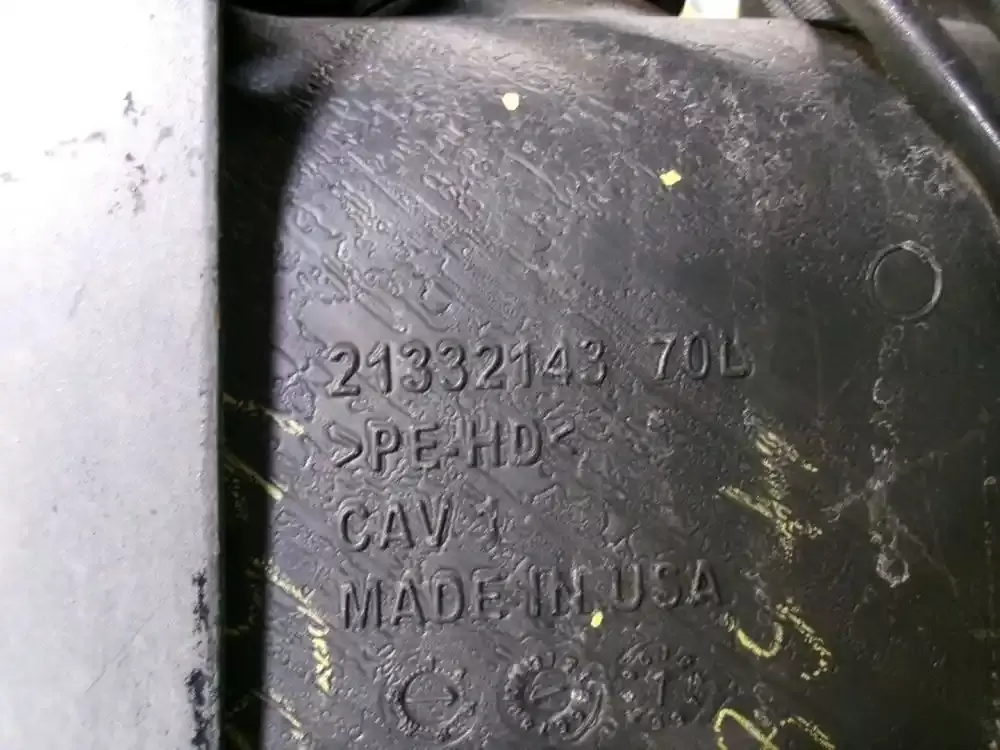 21332143 70L
>PE-HD<
CAV 1
MADE IN USA